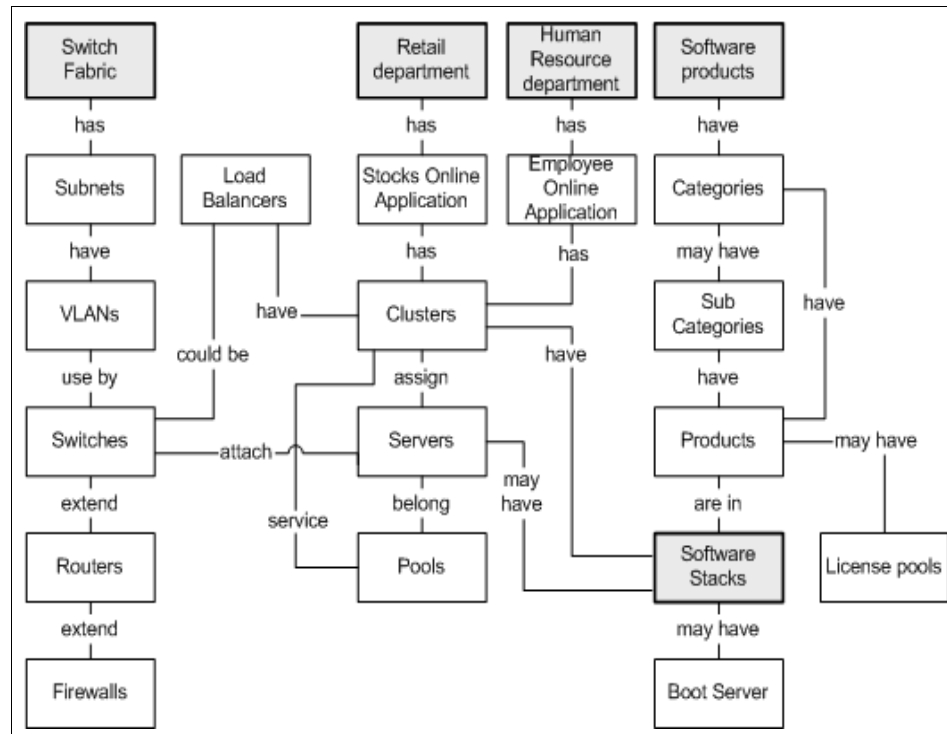 Switch
Fabric
Retail
department
Human
Resource
department
Software
products
has
has
has
have
Subnets
Load
Balancers
Stocks Online
Application
Employee
Online
Application
Categories
have
has
may have
has
have
have
VLANs
Clusters
Sub
Categories
could be
have
use by
assign
have
Switches
attach
Servers
Products
may have
may
have
extend
belong
are in
service
Routers
Pools
Software
Stacks
License pools
extend
may have
Firewalls
Boot Server